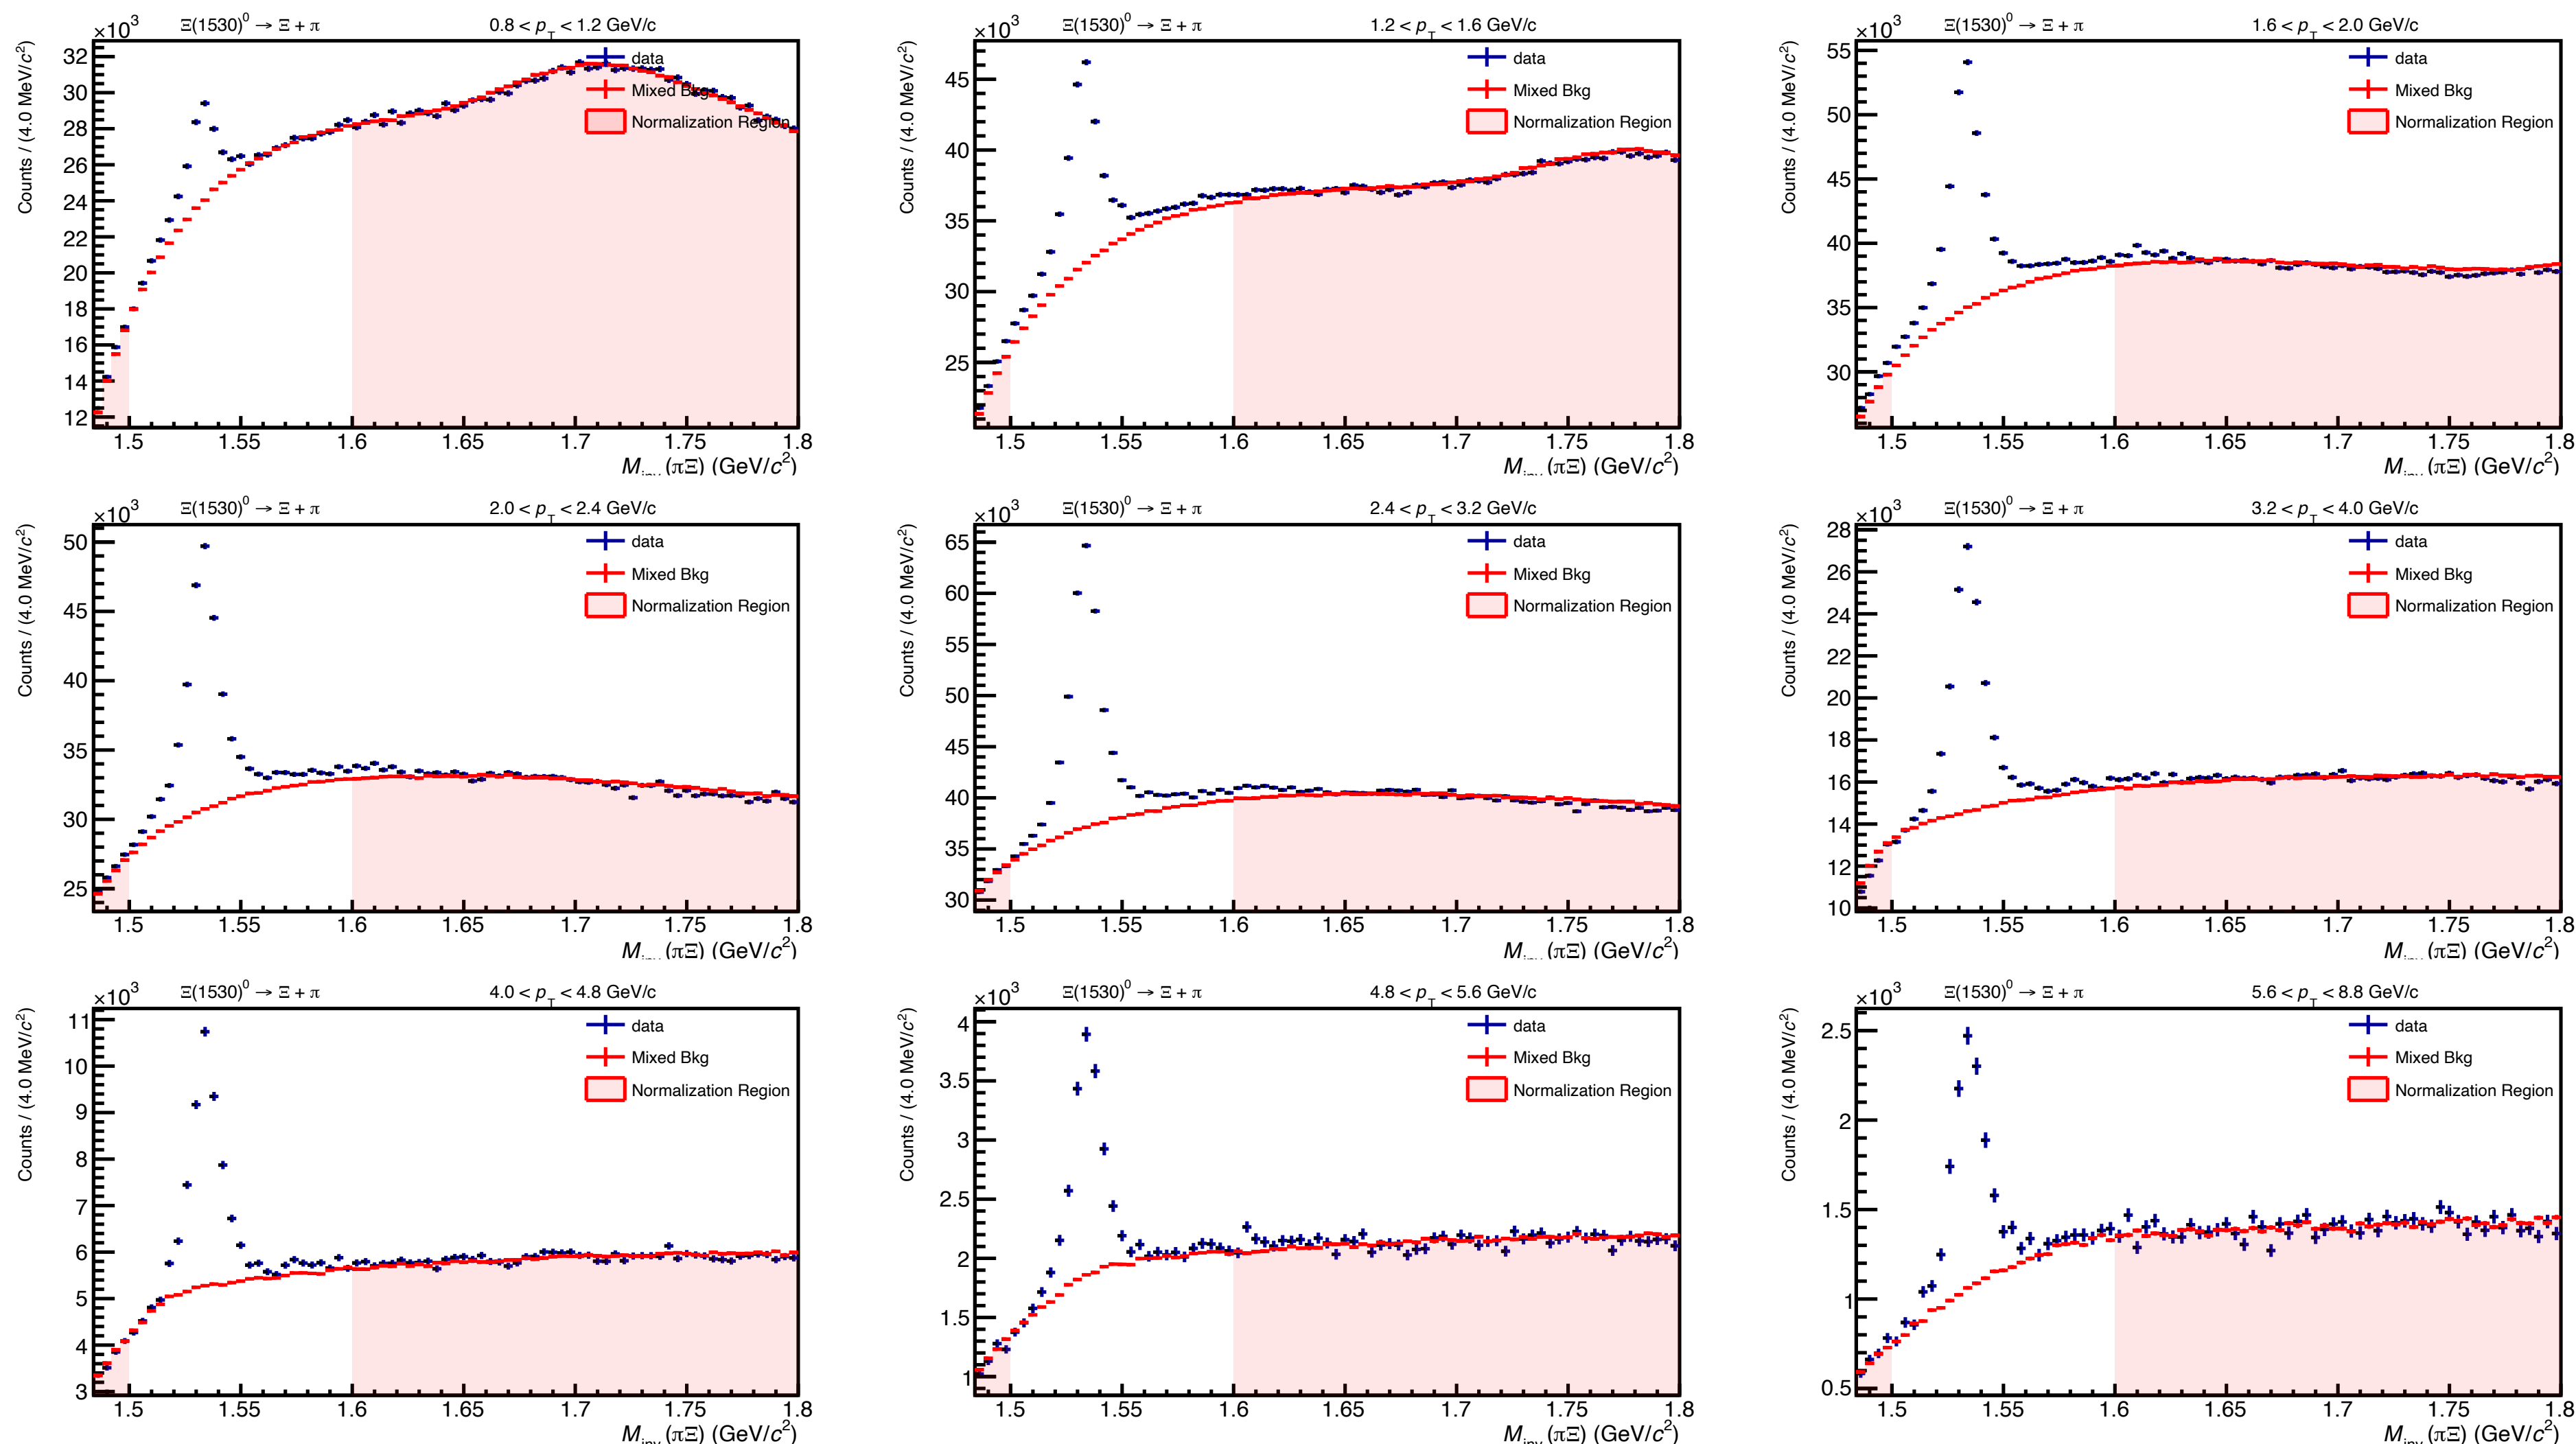 Ξ(1530)⁰ → Ξ + π 0.8 < p_T < 1.2 GeV/c
×10³
Counts / (4.0 MeV/c²)
32
30
28
26
24
22
20
18
16
14
12
data
Mixed Bkg
Normalization Region
1.5 1.55 1.6 1.65 1.7 1.75 1.8
M_inv (πΞ) (GeV/c²)
Ξ(1530)⁰ → Ξ + π 1.2 < p_T < 1.6 GeV/c
×10³
Counts / (4.0 MeV/c²)
45
40
35
30
25
data
Mixed Bkg
Normalization Region
1.5 1.55 1.6 1.65 1.7 1.75 1.8
M_inv (πΞ) (GeV/c²)
Ξ(1530)⁰ → Ξ + π 1.6 < p_T < 2.0 GeV/c
×10³
Counts / (4.0 MeV/c²)
55
50
45
40
35
30
data
Mixed Bkg
Normalization Region
1.5 1.55 1.6 1.65 1.7 1.75 1.8
M_inv (πΞ) (GeV/c²)
Ξ(1530)⁰ → Ξ + π 2.0 < p_T < 2.4 GeV/c
×10³
Counts / (4.0 MeV/c²)
50
45
40
35
30
25
data
Mixed Bkg
Normalization Region
1.5 1.55 1.6 1.65 1.7 1.75 1.8
M_inv (πΞ) (GeV/c²)
Ξ(1530)⁰ → Ξ + π 2.4 < p_T < 3.2 GeV/c
×10³
Counts / (4.0 MeV/c²)
65
60
55
50
45
40
35
30
data
Mixed Bkg
Normalization Region
1.5 1.55 1.6 1.65 1.7 1.75 1.8
M_inv (πΞ) (GeV/c²)
Ξ(1530)⁰ → Ξ + π 3.2 < p_T < 4.0 GeV/c
×10³
Counts / (4.0 MeV/c²)
28
26
24
22
20
18
16
14
12
10
data
Mixed Bkg
Normalization Region
1.5 1.55 1.6 1.65 1.7 1.75 1.8
M_inv (πΞ) (GeV/c²)
Ξ(1530)⁰ → Ξ + π 4.0 < p_T < 4.8 GeV/c
×10³
Counts / (4.0 MeV/c²)
11
10
9
8
7
6
5
4
3
data
Mixed Bkg
Normalization Region
1.5 1.55 1.6 1.65 1.7 1.75 1.8
M_inv (πΞ) (GeV/c²)
Ξ(1530)⁰ → Ξ + π 4.8 < p_T < 5.6 GeV/c
×10³
Counts / (4.0 MeV/c²)
4
3.5
3
2.5
2
1.5
1
data
Mixed Bkg
Normalization Region
1.5 1.55 1.6 1.65 1.7 1.75 1.8
M_inv (πΞ) (GeV/c²)
Ξ(1530)⁰ → Ξ + π 5.6 < p_T < 8.8 GeV/c
×10³
Counts / (4.0 MeV/c²)
2.5
2
1.5
1
0.5
data
Mixed Bkg
Normalization Region
1.5 1.55 1.6 1.65 1.7 1.75 1.8
M_inv (πΞ) (GeV/c²)